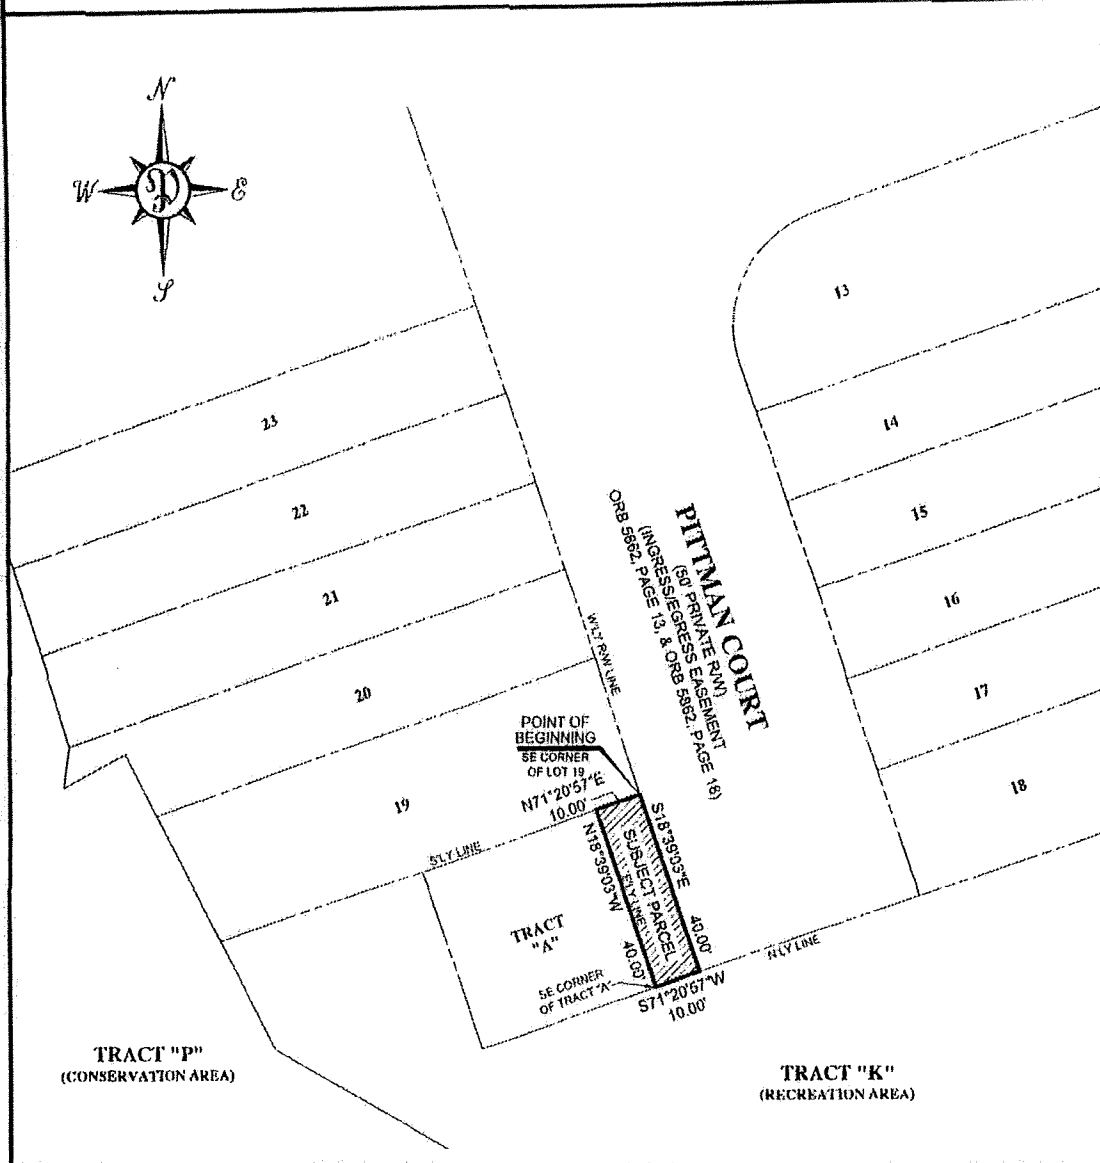 N
W
E
S
13
23
14
22
15
PITTMAN COURT
(50' PRIVATE R/W)
(INGRESS/EGRESS EASEMENT
ORB 5662, PAGE 13, & ORB 5862, PAGE 18)
21
16
W'LY R/W LINE
20
17
POINT OF
BEGINNING
SE CORNER
OF LOT 19
N71°20'57"E
10.00'
18
19
S'LY LINE
S18°39'03"E
40.00'
N18°39'03"W
40.00'
SUBJECT PARCEL
E'LY LINE
TRACT
"A"
N'LY LINE
SE CORNER
OF TRACT "A"
S71°20'57"W
10.00'
TRACT "P"
(CONSERVATION AREA)
TRACT "K"
(RECREATION AREA)